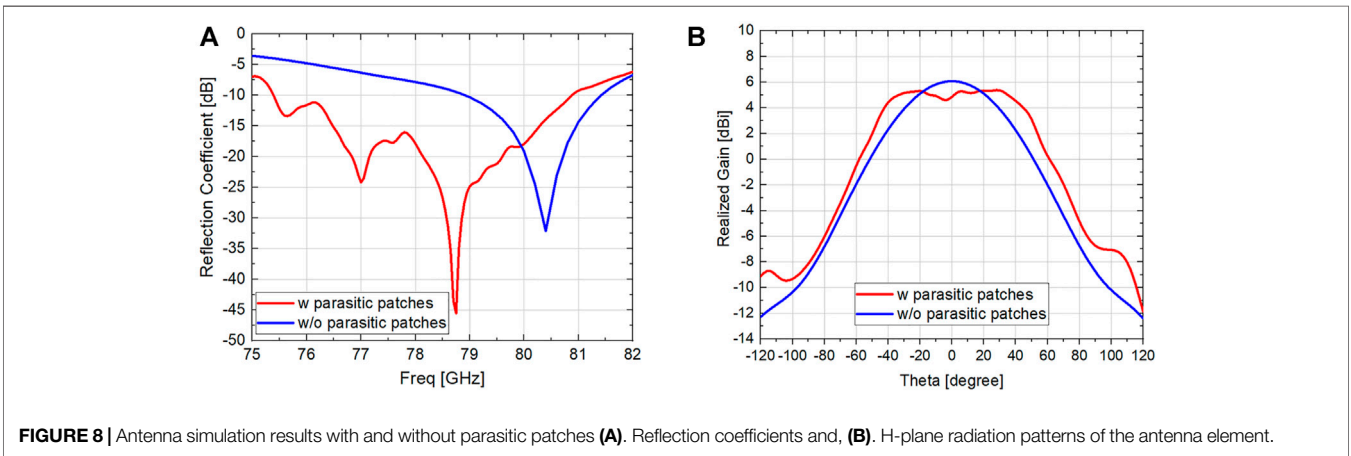 A
0
-5
-10
-15
-20
-25
-30
-35
-40
-45
-50
Reflection Coefficient [dB]
w parasitic patches
w/o parasitic patches
75 76 77 78 79 80 81 82
Freq [GHz]
B
10
8
6
4
2
0
-2
-4
-6
-8
-10
-12
-14
Realized Gain [dBi]
w parasitic patches
w/o parasitic patches
-120 -100 -80 -60 -40 -20 0 20 40 60 80 100 120
Theta [degree]
FIGURE 8 | Antenna simulation results with and without parasitic patches (A). Reflection coefficients and, (B). H-plane radiation patterns of the antenna element.